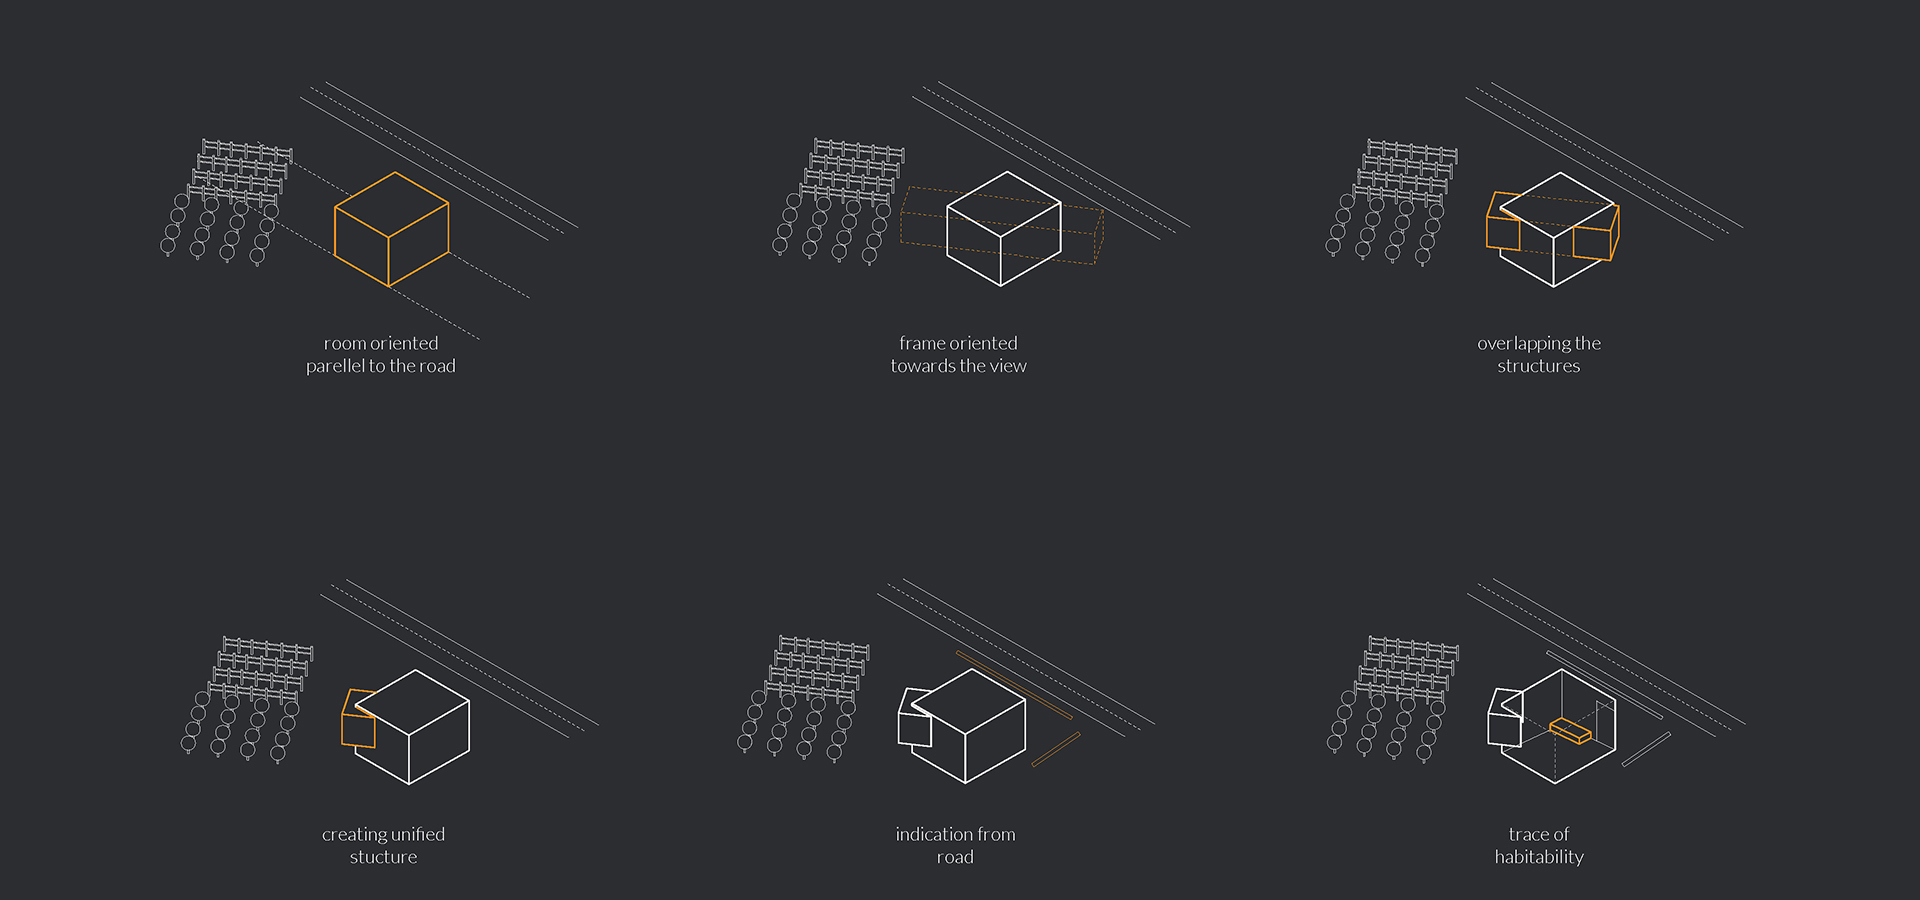 room oriented
parellel to the road
frame oriented
towards the view
overlapping the
structures
creating unified
stucture
indication from
road
trace of
habitability